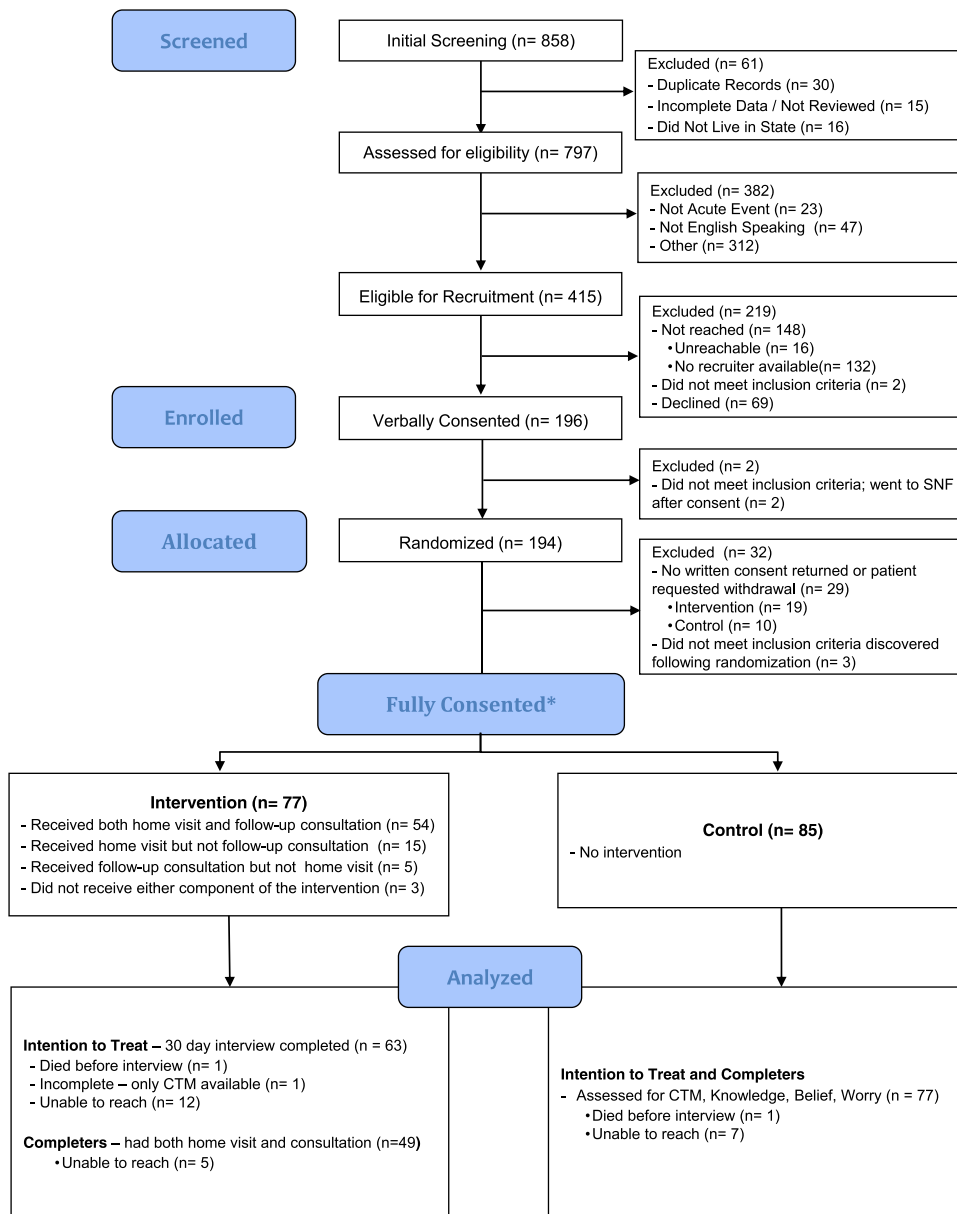 Screened
Initial Screening (n= 858)
Excluded (n= 61)
- Duplicate Records (n= 30)
- Incomplete Data / Not Reviewed (n= 15)
- Did Not Live in State (n= 16)
Assessed for eligibility (n= 797)
Excluded (n= 382)
- Not Acute Event (n= 23)
- Not English Speaking (n= 47)
- Other (n= 312)
Eligible for Recruitment (n= 415)
Excluded (n= 219)
- Not reached (n= 148)
•Unreachable (n= 16)
•No recruiter available(n= 132)
- Did not meet inclusion criteria (n= 2)
- Declined (n= 69)
Enrolled
Verbally Consented (n= 196)
Excluded (n= 2)
- Did not meet inclusion criteria; went to SNF
after consent (n= 2)
Allocated
Randomized (n= 194)
Excluded (n= 32)
- No written consent returned or patient
requested withdrawal (n= 29)
•Intervention (n= 19)
•Control (n= 10)
- Did not meet inclusion criteria discovered
following randomization (n= 3)
Fully Consented*
Intervention (n= 77)
- Received both home visit and follow-up consultation (n= 54)
- Received home visit but not follow-up consultation (n= 15)
- Received follow-up consultation but not home visit (n= 5)
- Did not receive either component of the intervention (n= 3)
Control (n= 85)
- No intervention
Analyzed
Intention to Treat – 30 day interview completed (n = 63)
- Died before interview (n= 1)
- Incomplete – only CTM available (n= 1)
- Unable to reach (n= 12)
Completers – had both home visit and consultation (n=49)
•Unable to reach (n= 5)
Intention to Treat and Completers
- Assessed for CTM, Knowledge, Belief, Worry (n = 77)
•Died before interview (n= 1)
•Unable to reach (n= 7)